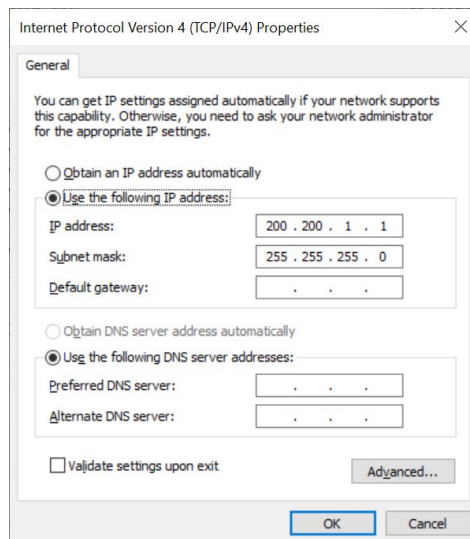 Internet Protocol Version 4 (TCP/IPv4) Properties
General
You can get IP settings assigned automatically if your network supports
this capability. Otherwise, you need to ask your network administrator
for the appropriate IP settings.
Obtain an IP address automatically
Use the following IP address:
IP address: 200 . 200 . 1 . 1
Subnet mask: 255 . 255 . 255 . 0
Default gateway: . . .
Obtain DNS server address automatically
Use the following DNS server addresses:
Preferred DNS server: . . .
Alternate DNS server: . . .
Validate settings upon exit
Advanced...
OK Cancel